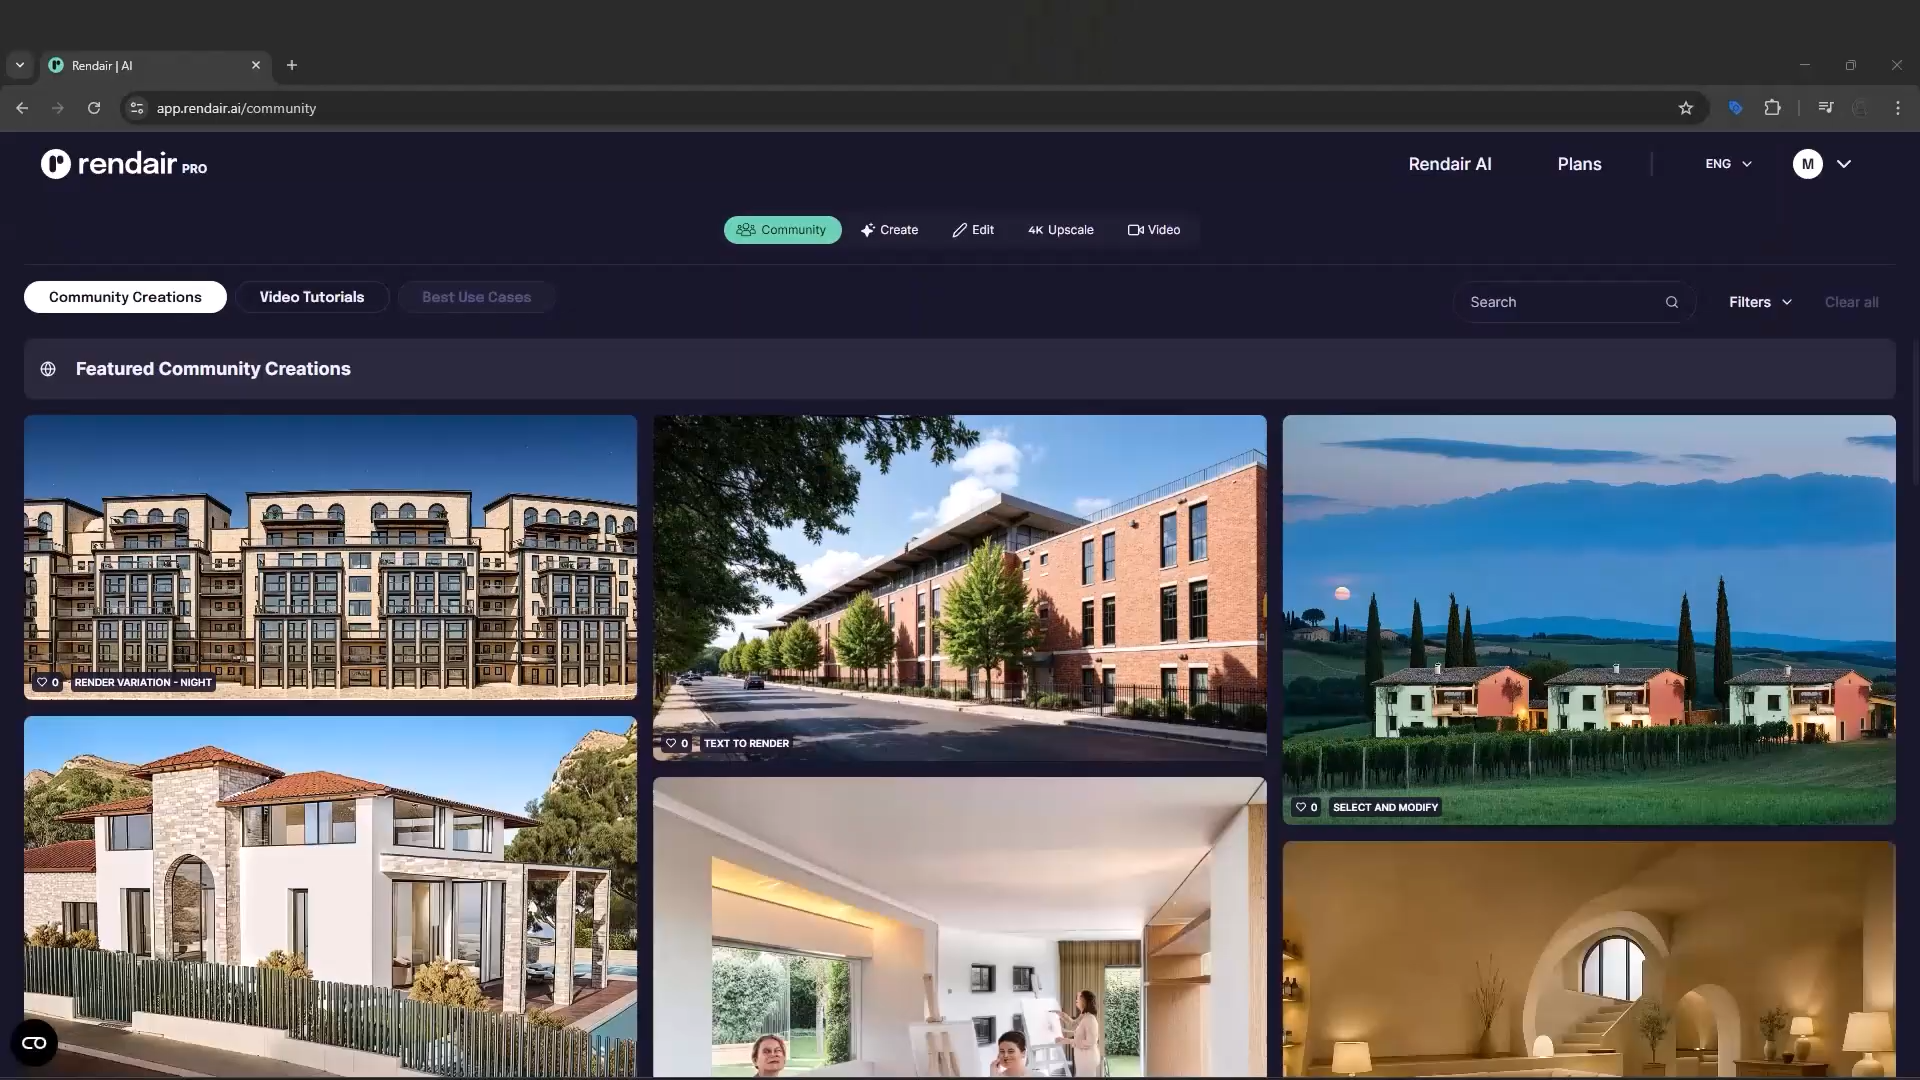 Rendair | AI
app.rendair.ai/community
rendair PRO
Rendair AI
Plans
ENG
M
Community
Create
Edit
4K Upscale
Video
Community Creations
Video Tutorials
Best Use Cases
Search
Filters
Clear all
Featured Community Creations
0 RENDER VARIATION - NIGHT
0 TEXT TO RENDER
0 SELECT AND MODIFY